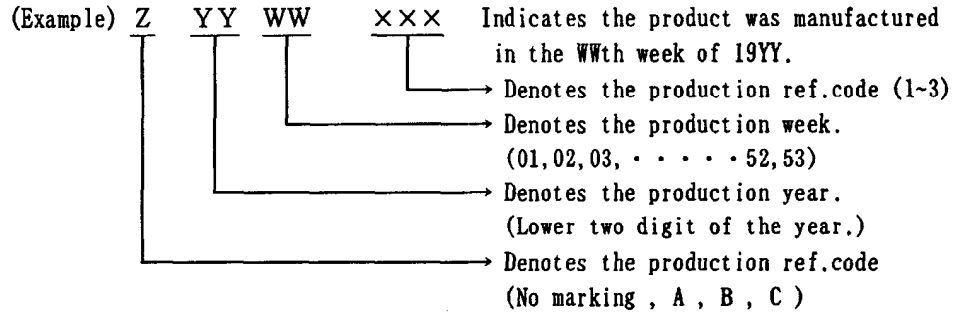 (Example) Z YY WW ××× Indicates the product was manufactured
in the WWth week of 19YY.
Denotes the production ref.code (1~3)
Denotes the production week.
(01,02,03, · · · · · 52,53)
Denotes the production year.
(Lower two digit of the year.)
Denotes the production ref.code
(No marking , A , B , C )